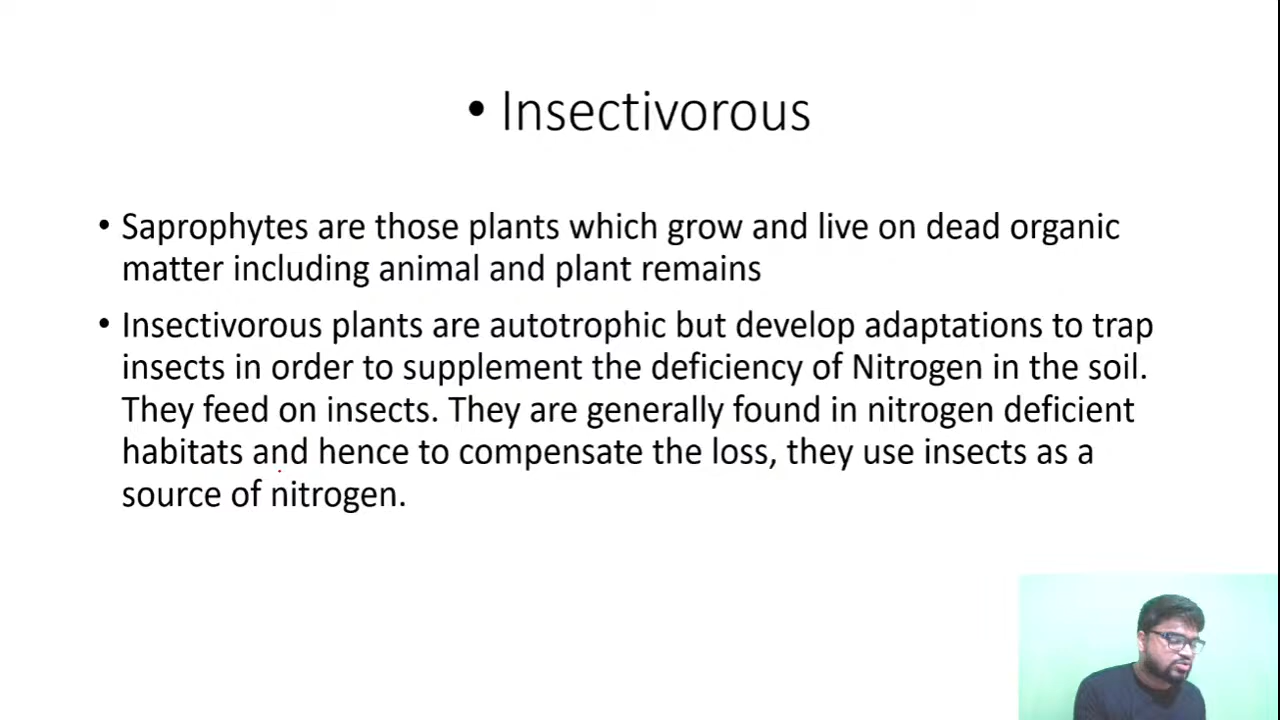 • Insectivorous
• Saprophytes are those plants which grow and live on dead organic
matter including animal and plant remains
• Insectivorous plants are autotrophic but develop adaptations to trap
insects in order to supplement the deficiency of Nitrogen in the soil.
They feed on insects. They are generally found in nitrogen deficient
habitats and hence to compensate the loss, they use insects as a
source of nitrogen.